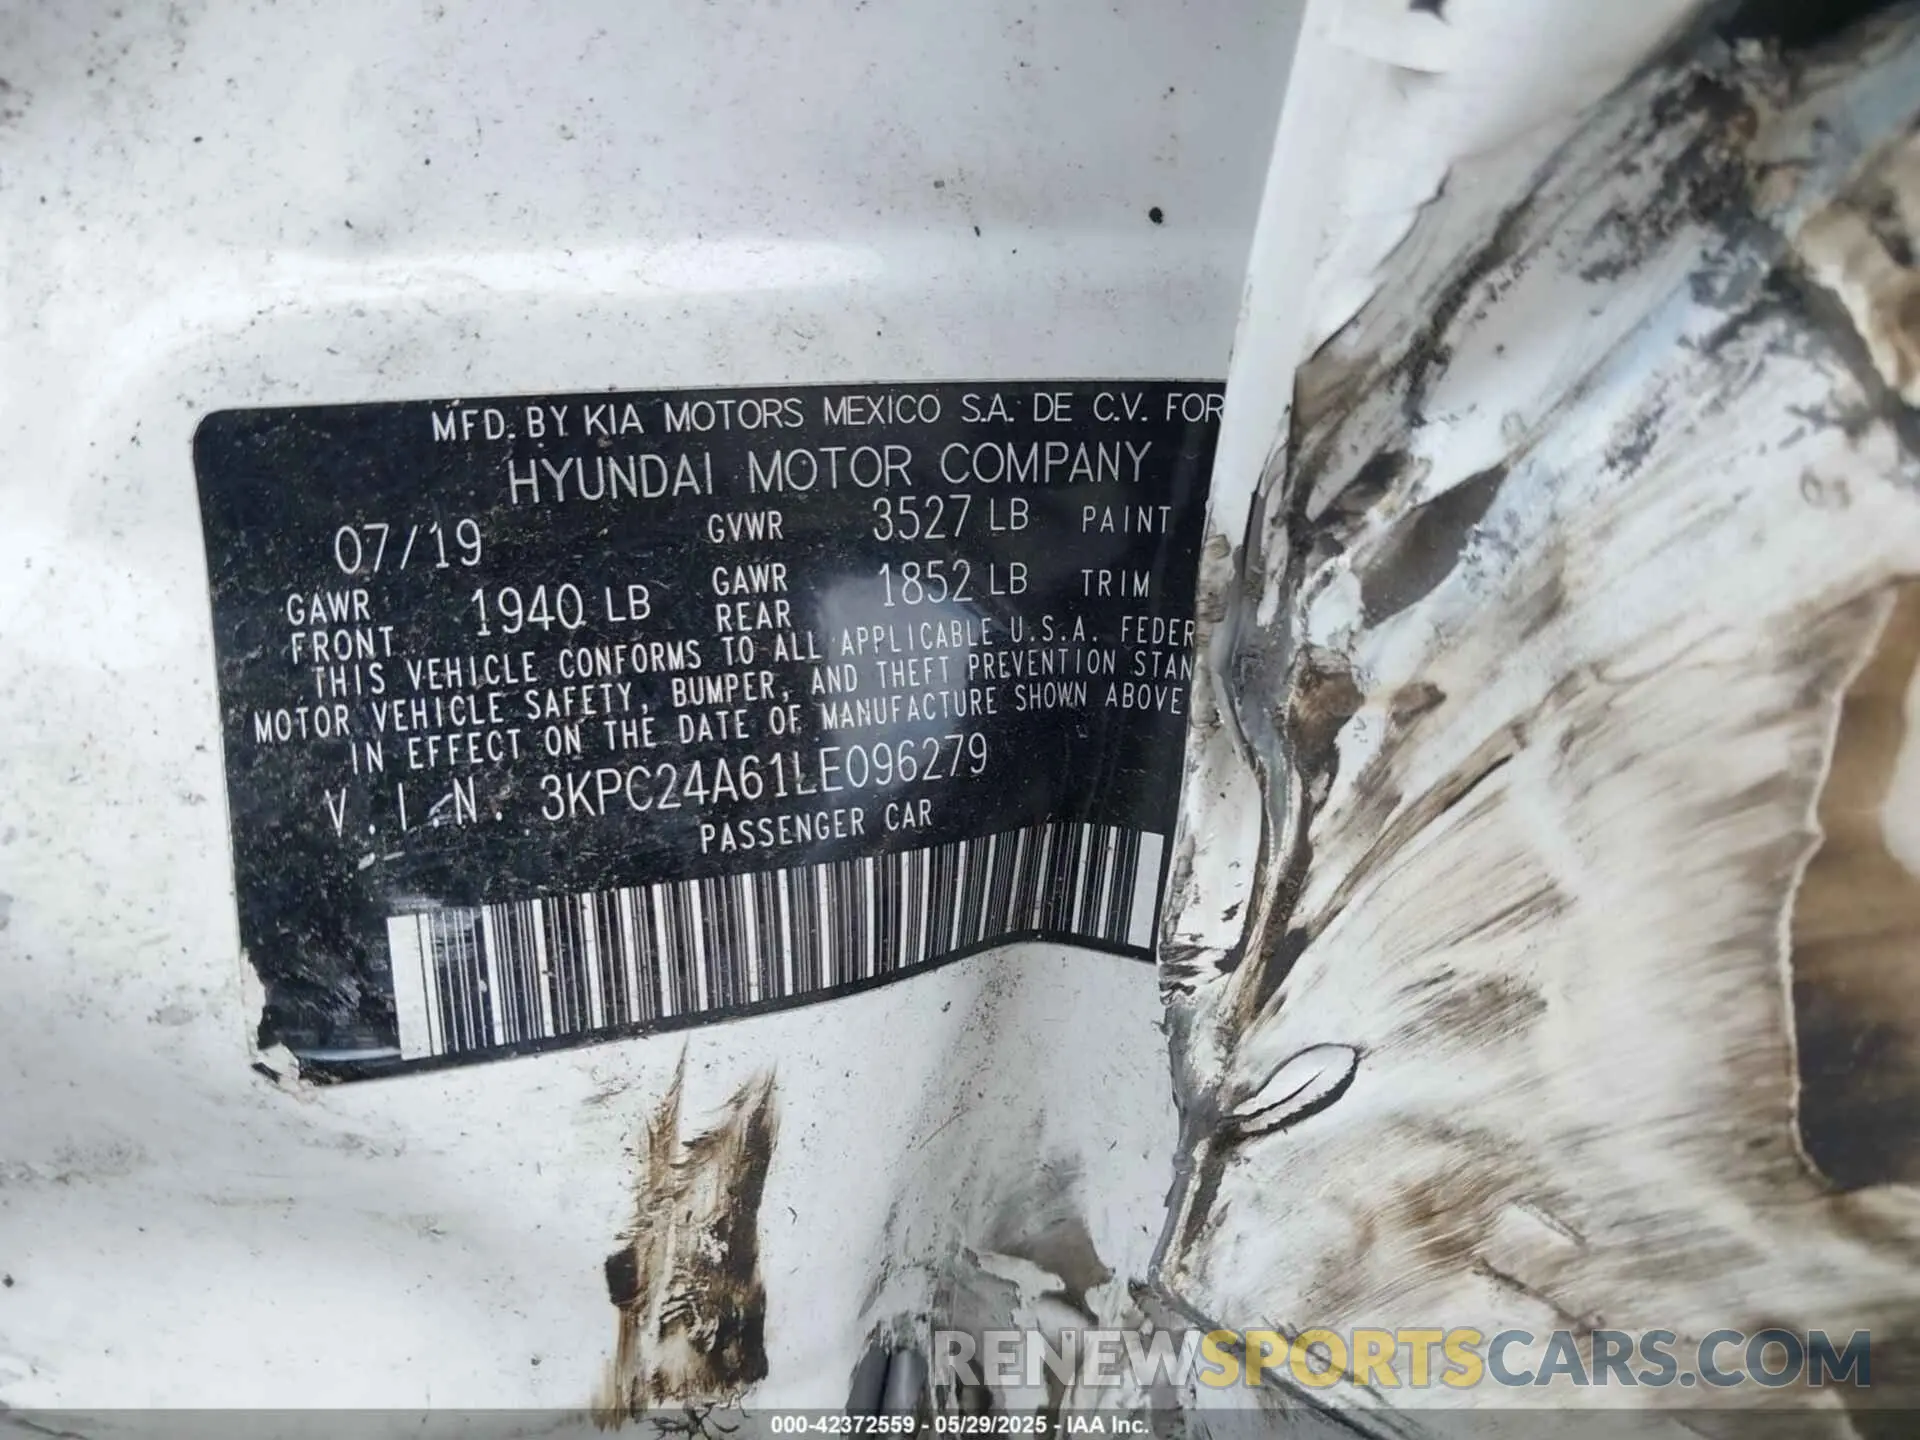 MFD. BY KIA MOTORS MEXICO S.A. DE C.V. FOR
HYUNDAI MOTOR COMPANY
07/19 GVWR 3527 LB PAINT
GAWR FRONT 1940 LB GAWR REAR 1852 LB TRIM
THIS VEHICLE CONFORMS TO ALL APPLICABLE U.S.A. FEDER
MOTOR VEHICLE SAFETY, BUMPER, AND THEFT PREVENTION STAN
IN EFFECT ON THE DATE OF MANUFACTURE SHOWN ABOVE
V.I.N. 3KPC24A61LE096279
PASSENGER CAR
RENEWSPORTSCARS.COM
000-42372559 - 05/29/2025 - IAA Inc.